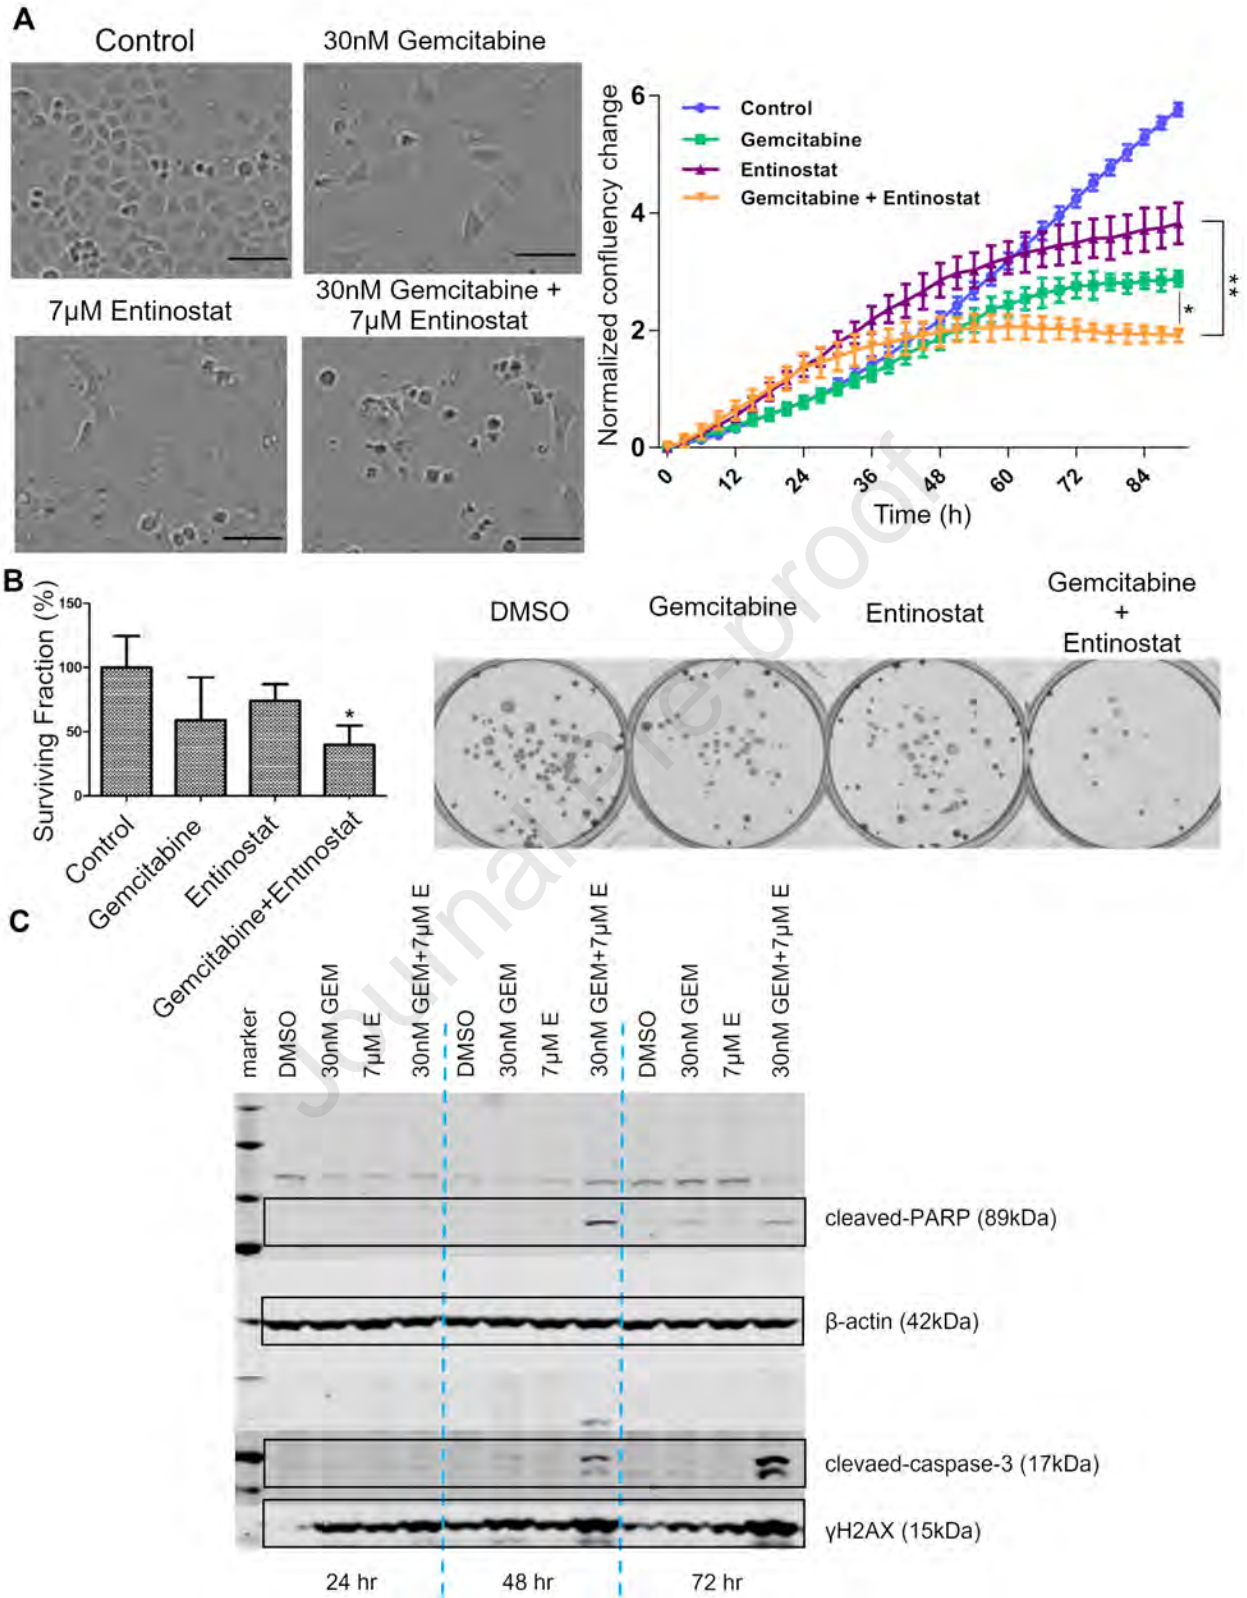 A
Control
30nM Gemcitabine
7µM Entinostat
30nM Gemcitabine +
7µM Entinostat
Normalized confluency change
6
4
2
0
Control
Gemcitabine
Entinostat
Gemcitabine + Entinostat
**
*
0
12
24
36
48
60
72
84
Time (h)
B
Surviving Fraction (%)
150
100
50
0
*
Control
Gemcitabine
Entinostat
Gemcitabine+Entinostat
DMSO
Gemcitabine
Entinostat
Gemcitabine
+
Entinostat
Journal Pre-proof
C
marker
DMSO
30nM GEM
7µM E
30nM GEM+7µM E
DMSO
30nM GEM
7µM E
30nM GEM+7µM E
DMSO
30nM GEM
7µM E
30nM GEM+7µM E
cleaved-PARP (89kDa)
β-actin (42kDa)
clevaed-caspase-3 (17kDa)
γH2AX (15kDa)
24 hr
48 hr
72 hr